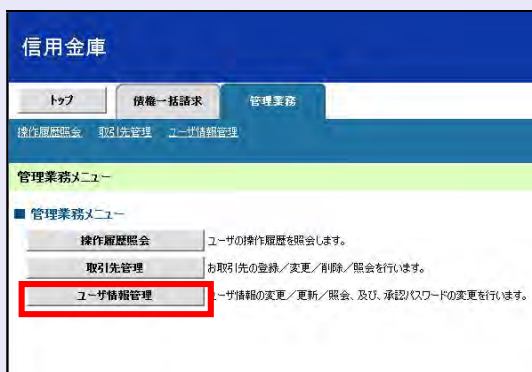 信用金庫
トップ 債権一括請求 管理業務
操作履歴照会 取引先管理 ユーザ情報管理
管理業務メニュー
■ 管理業務メニュー
操作履歴照会 ユーザの操作履歴を照会します。
取引先管理 お取引先の登録／変更／削除／照会を行います。
ユーザ情報管理 ユーザ情報の変更／更新／照会、及び、承認パスワードの変更を行います。